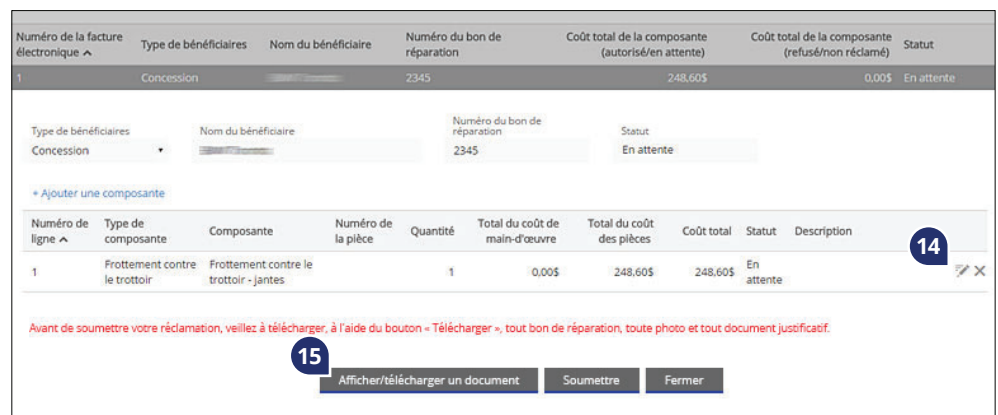 Numéro de la facture électronique Type de bénéficiaires Nom du bénéficiaire Numéro du bon de réparation Coût total de la composante (autorisé/en attente) Coût total de la composante (refusé/non réclamé) Statut
1 Concession 2345 248,60$ 0,00$ En attente
Type de bénéficiaires Nom du bénéficiaire Numéro du bon de réparation Statut
Concession 2345 En attente
+ Ajouter une composante
Numéro de ligne Type de composante Composante Numéro de la pièce Quantité Total du coût de main-d'œuvre Total du coût des pièces Coût total Statut Description
14
1 Frottement contre le trottoir Frottement contre le trottoir - jantes 1 0,00$ 248,60$ 248,60$ En attente
Avant de soumettre votre réclamation, veillez à télécharger, à l'aide du bouton « Télécharger », tout bon de réparation, toute photo et tout document justificatif.
15
Afficher/télécharger un document Soumettre Fermer